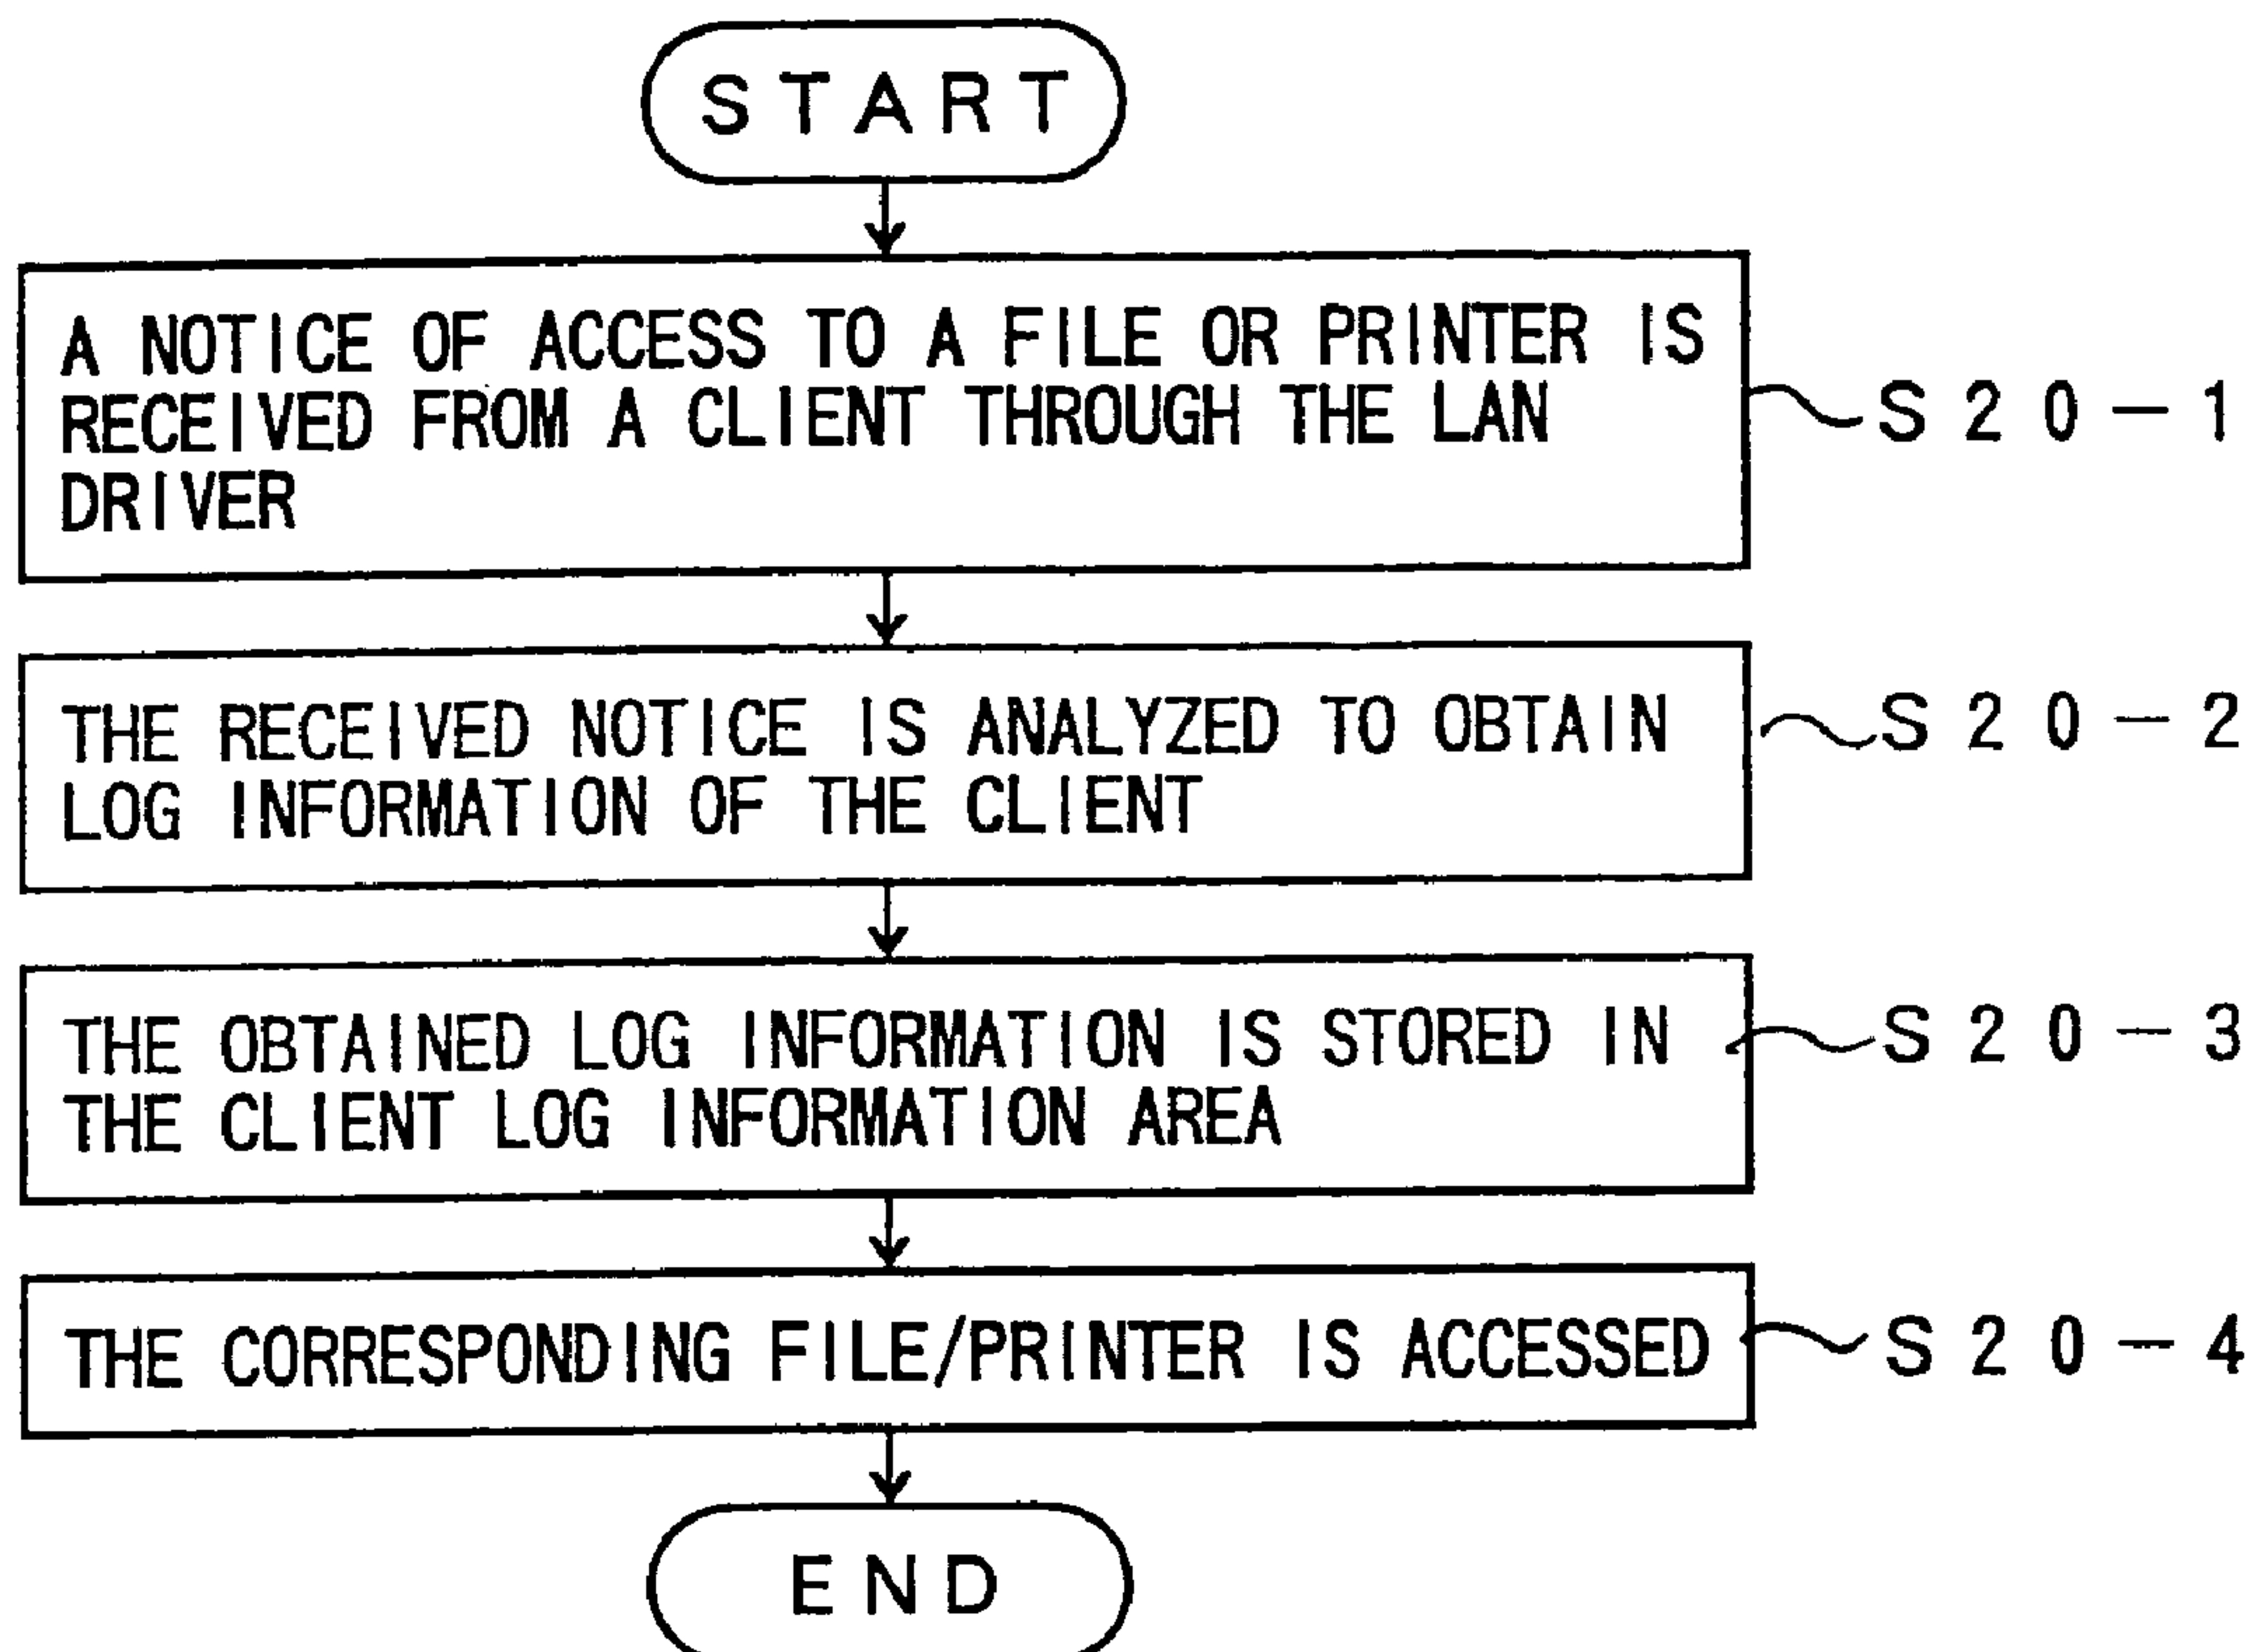 START
A NOTICE OF ACCESS TO A FILE OR PRINTER IS
RECEIVED FROM A CLIENT THROUGH THE LAN
DRIVER
S20-1
THE RECEIVED NOTICE IS ANALYZED TO OBTAIN
LOG INFORMATION OF THE CLIENT
S20-2
THE OBTAINED LOG INFORMATION IS STORED IN
THE CLIENT LOG INFORMATION AREA
S20-3
THE CORRESPONDING FILE/PRINTER IS ACCESSED
S20-4
END